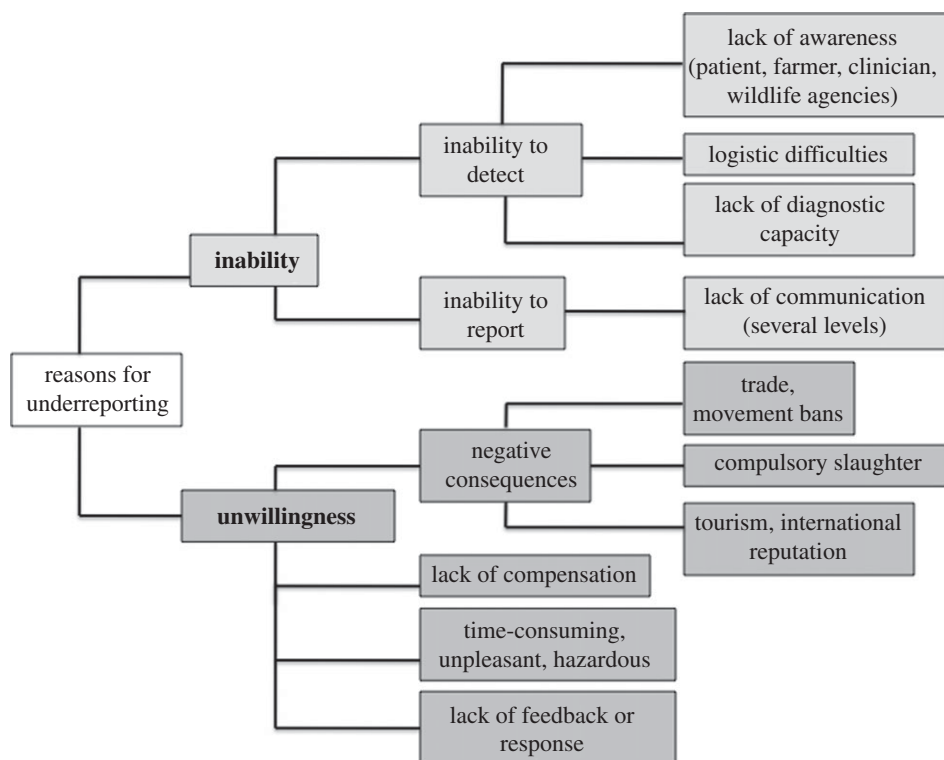 lack of awareness
(patient, farmer, clinician,
wildlife agencies)
inability to
detect
logistic difficulties
lack of diagnostic
capacity
inability
inability to
report
lack of communication
(several levels)
reasons for
underreporting
trade,
movement bans
negative
consequences
compulsory slaughter
unwillingness
tourism, international
reputation
lack of compensation
time-consuming,
unpleasant, hazardous
lack of feedback or
response